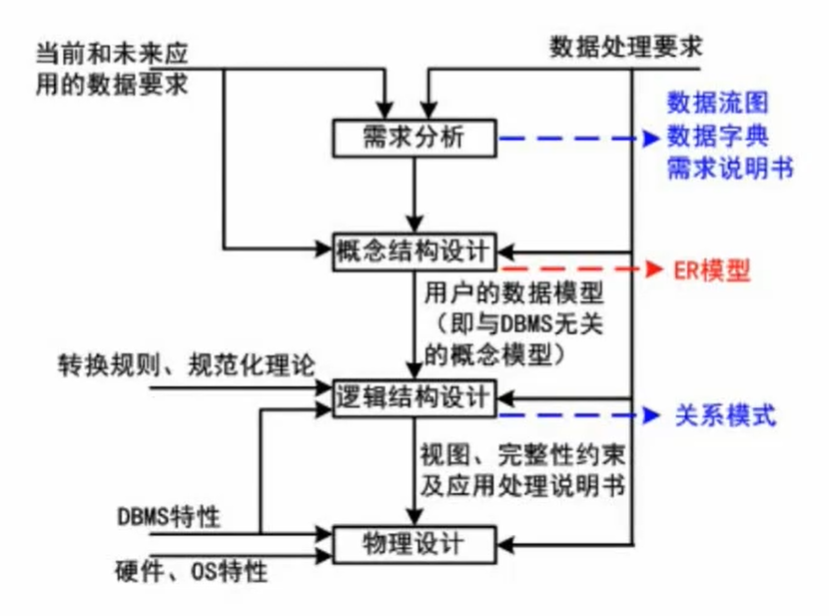 当前和未来应
用的数据要求
数据处理要求
数据流图
数据字典
需求说明书
需求分析
概念结构设计
ER模型
用户的数据模型
（即与DBMS无关
的概念模型）
转换规则、规范化理论
逻辑结构设计
关系模式
视图、完整性约束
及应用处理说明书
DBMS特性
物理设计
硬件、OS特性